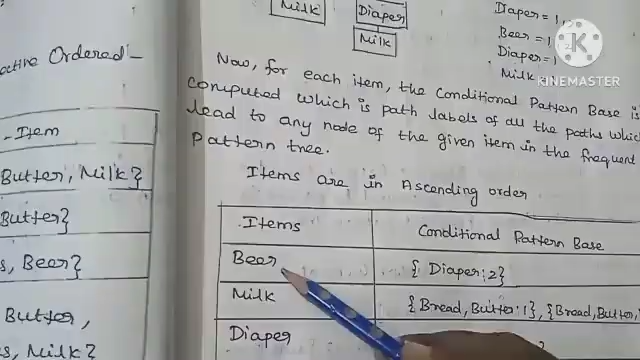 Milk
Diaper
Milk
Daper = 1
Beer = 1
Diaper = 1
Milk
KINEMASTER
active Ordered-
Item
Butter, Milk}
Butter}
s, Beer}
Butter,
s, Milk}
Now, for each item, the Conditional Pattern Base is
computed which is path labels of all the paths which
lead to any node of the given item in the frequent
Pattern tree.
Items are in Ascending order
Items
Conditional Pattern Base
Beer
{Diaper:2}
Milk
{Bread, Butter:1}, {Bread, Butter,
Diaper